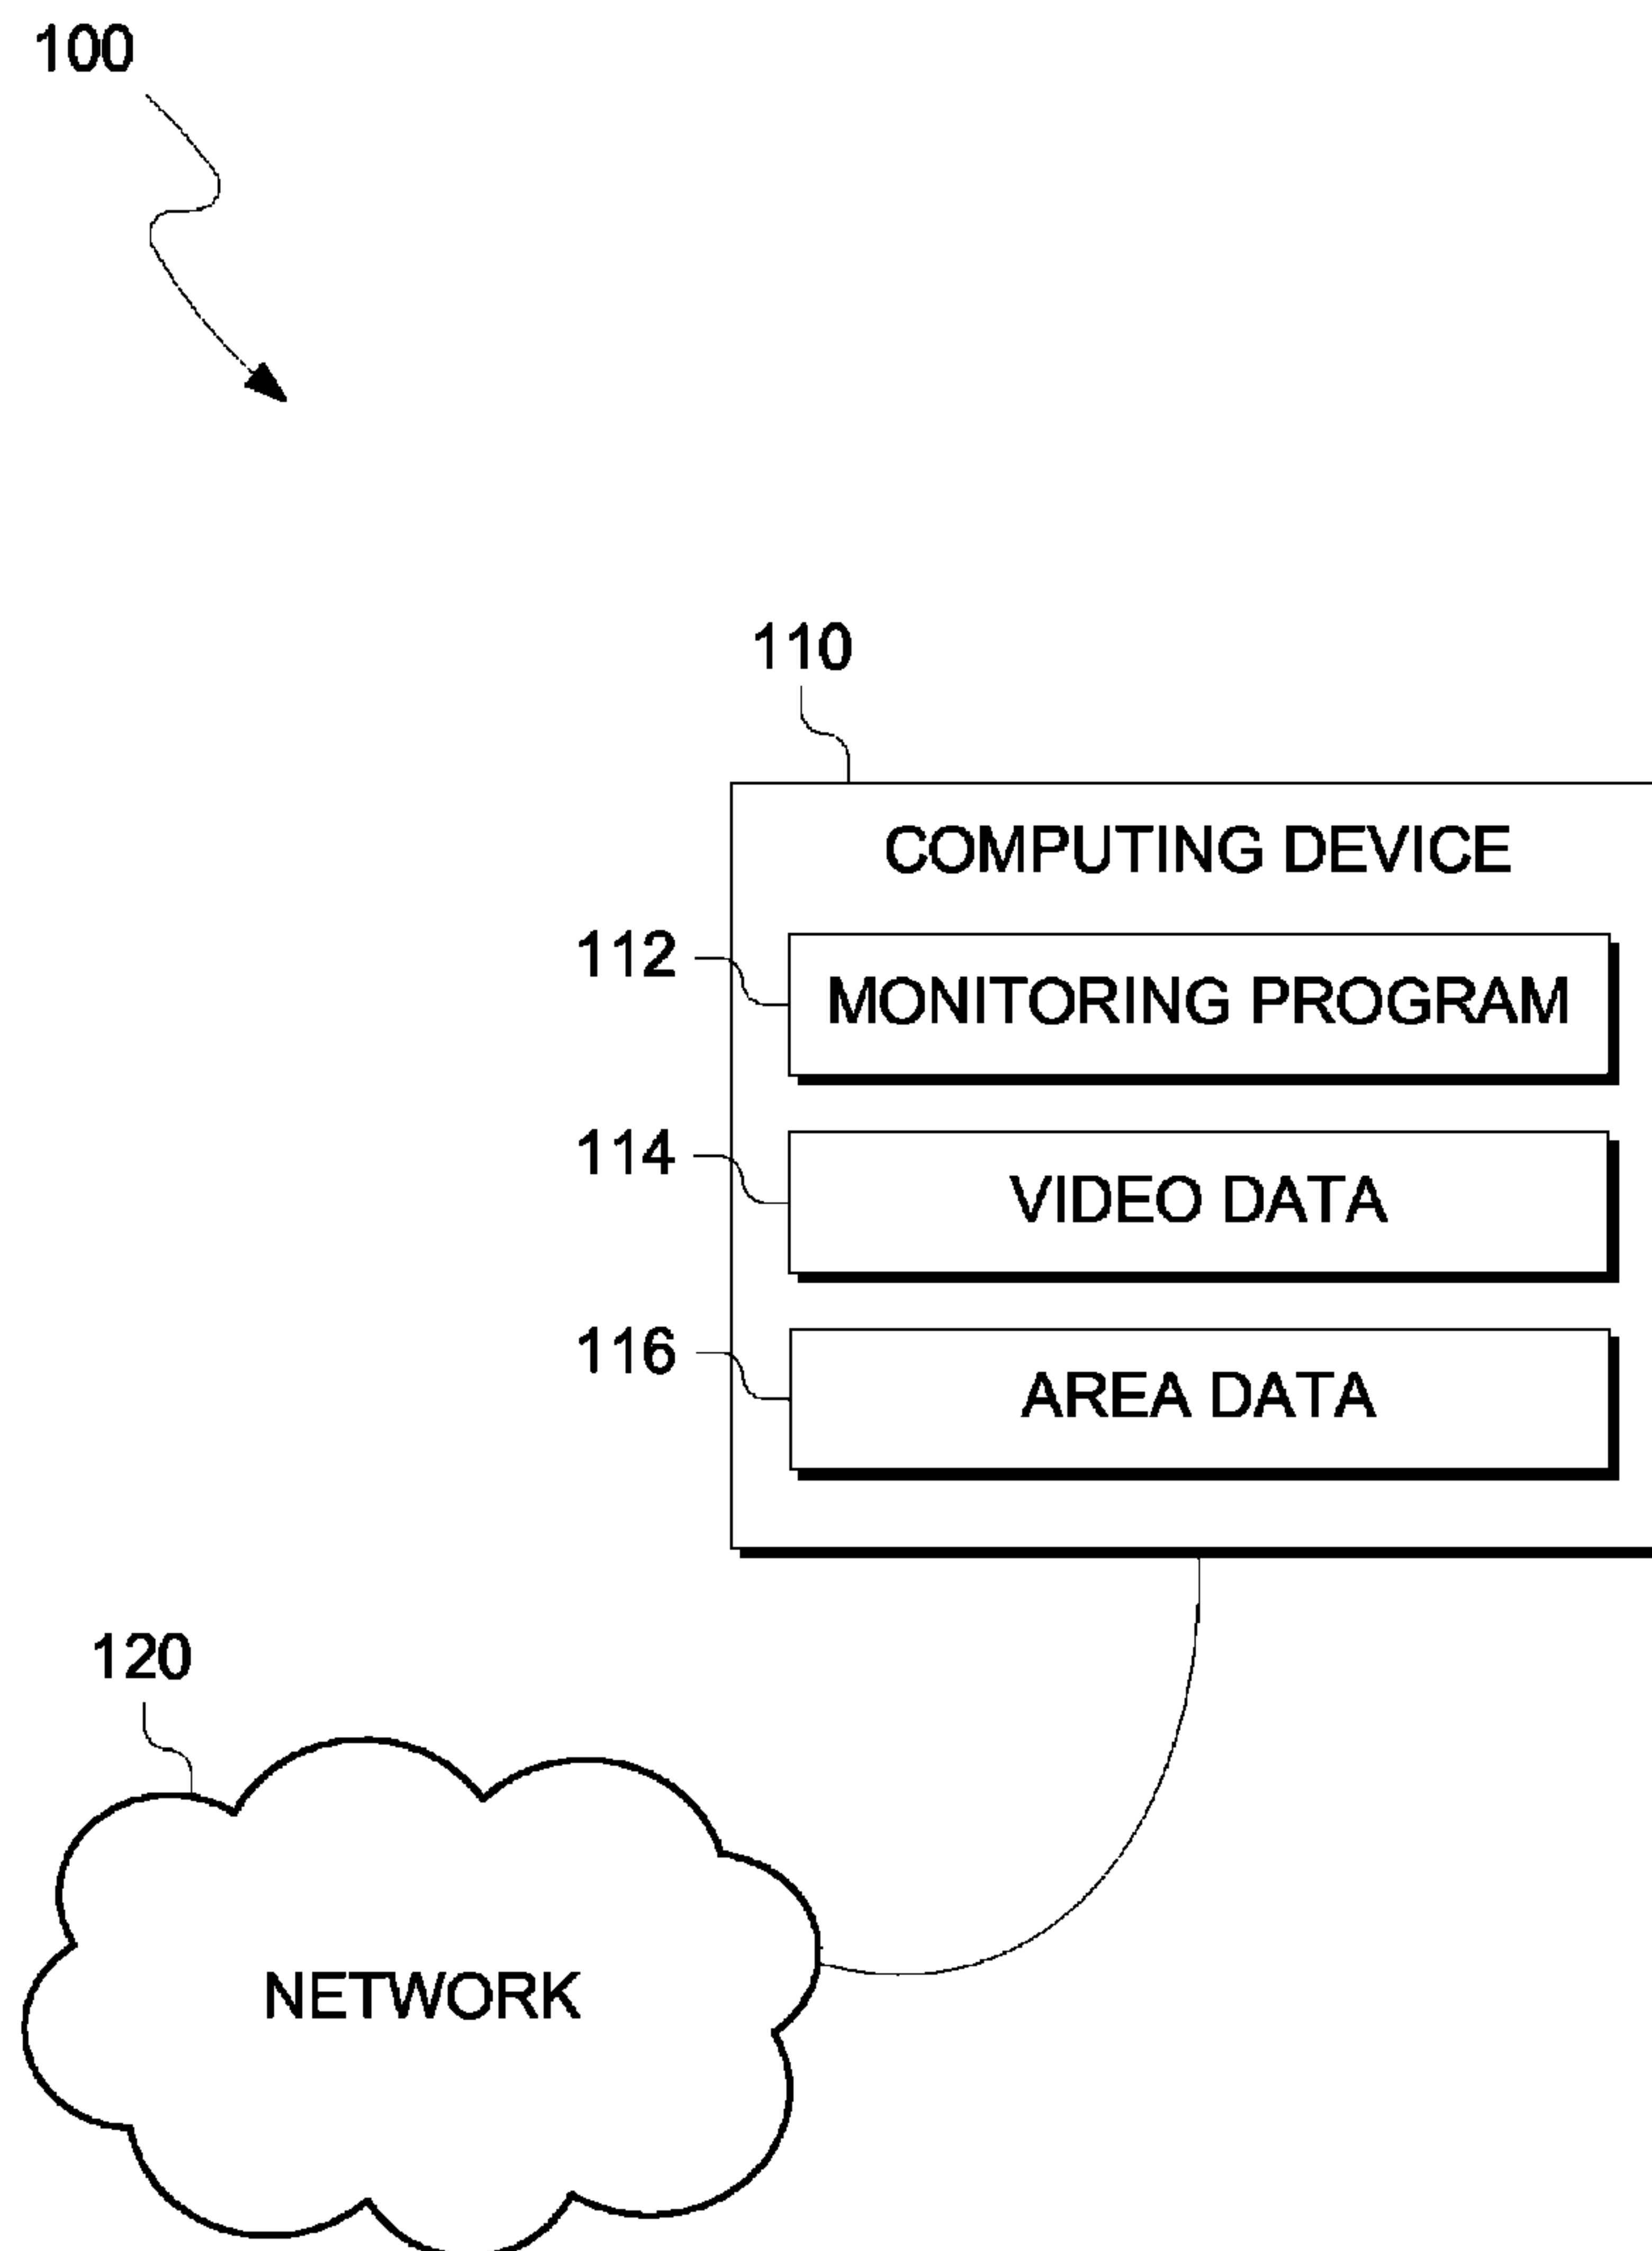 100
110
COMPUTING DEVICE
112
MONITORING PROGRAM
114
VIDEO DATA
116
AREA DATA
120
NETWORK